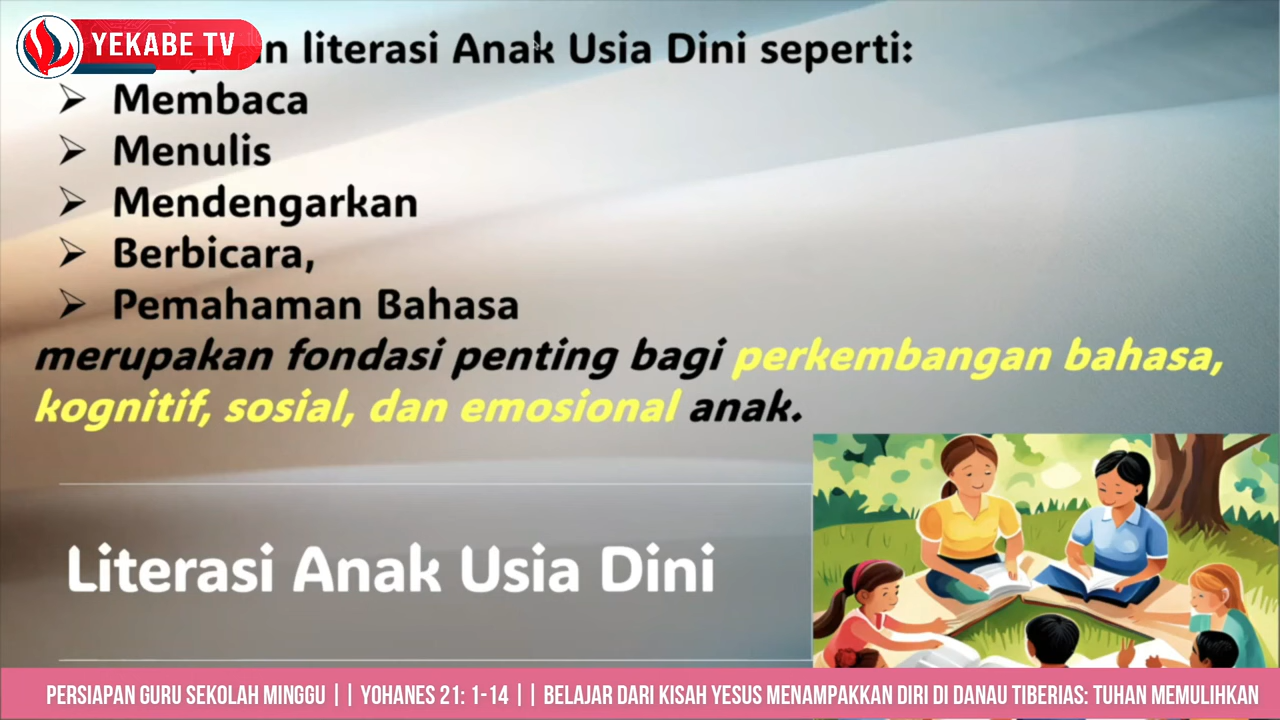 YEKABE TV
literasi Anak Usia Dini seperti:
➢ Membaca
➢ Menulis
➢ Mendengarkan
➢ Berbicara,
➢ Pemahaman Bahasa
merupakan fondasi penting bagi perkembangan bahasa,
kognitif, sosial, dan emosional anak.
Literasi Anak Usia Dini
PERSIAPAN GURU SEKOLAH MINGGU || YOHANES 21: 1-14 || BELAJAR DARI KISAH YESUS MENAMPAKKAN DIRI DI DANAU TIBERIAS: TUHAN MEMULIHKAN